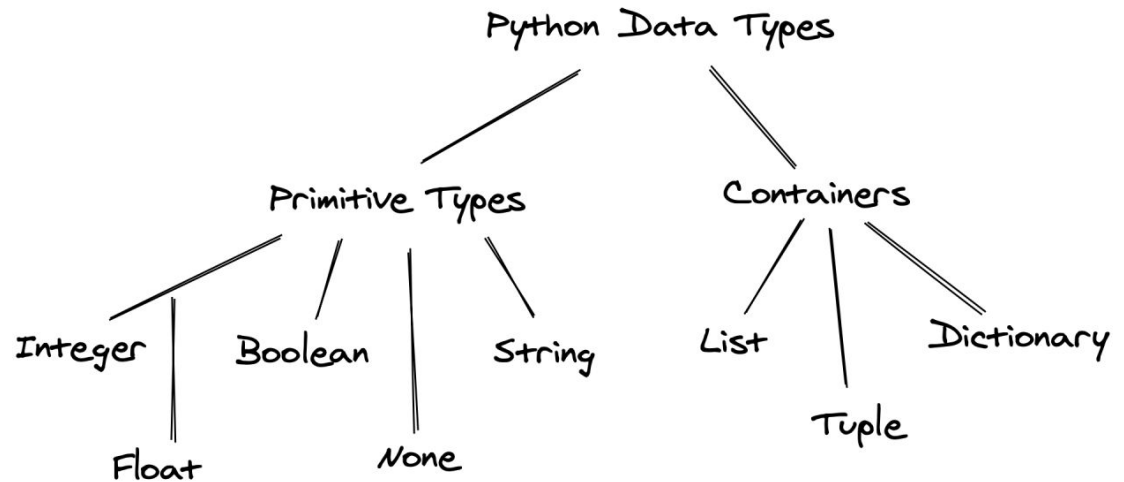 Python Data Types
Primitive Types
Containers
Integer
Boolean
String
List
Dictionary
Tuple
Float
None